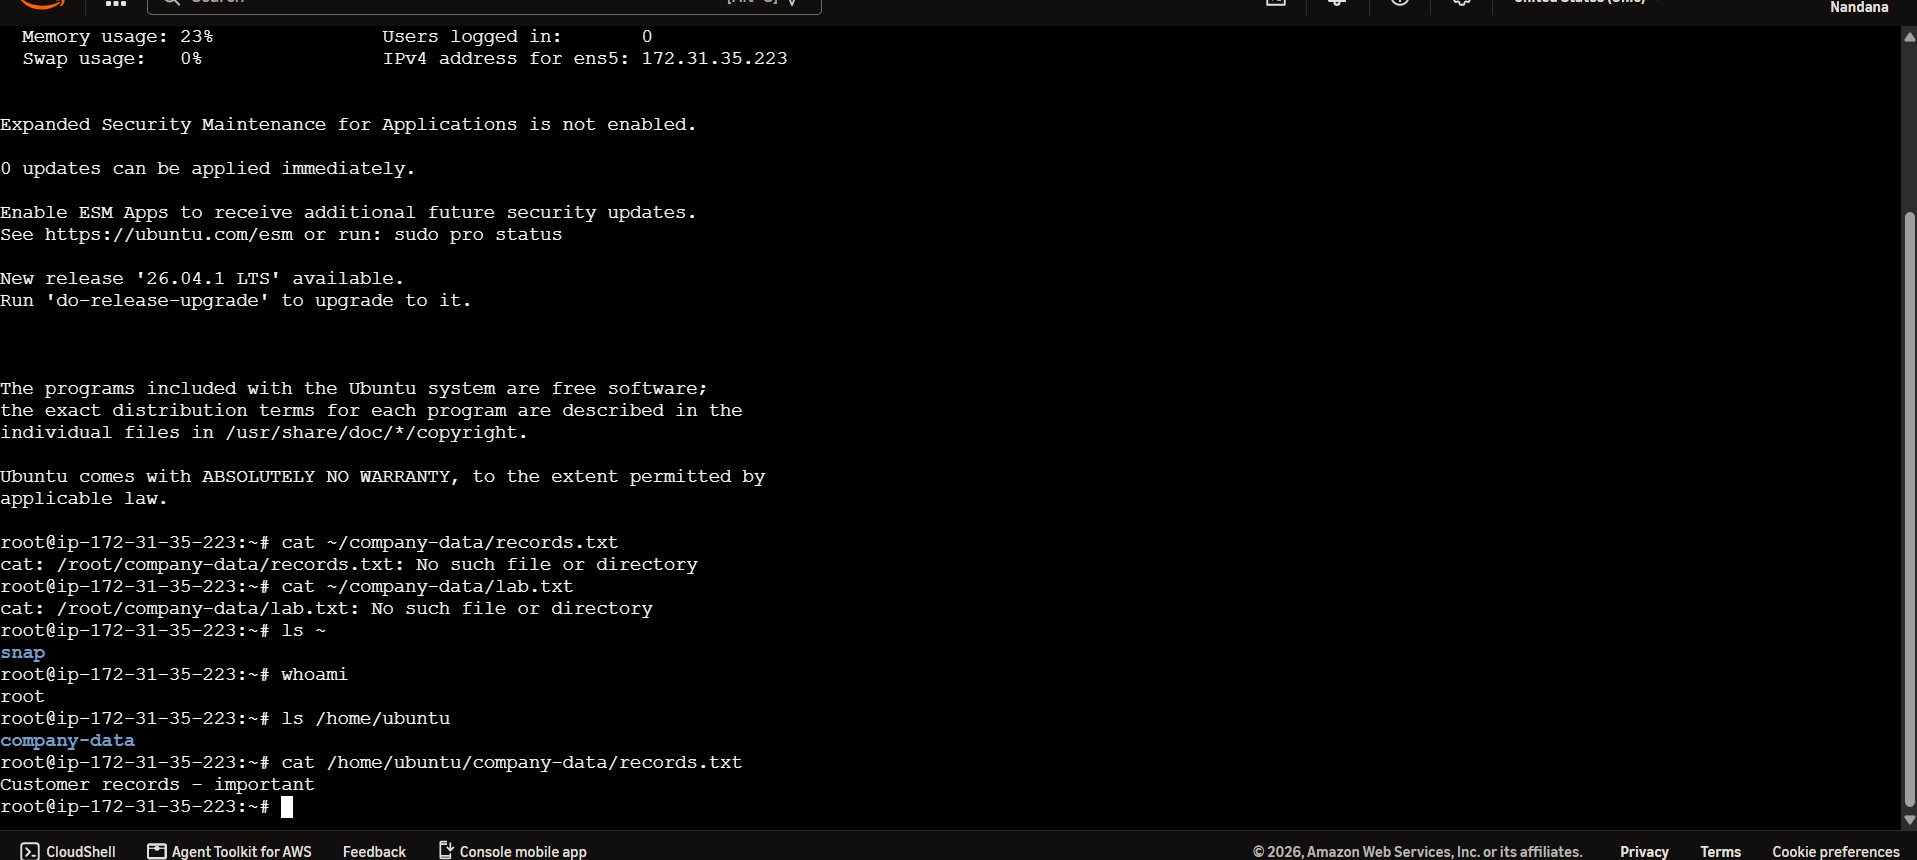 Nandana
Memory usage: 23%               Users logged in:       0
Swap usage:   0%                IPv4 address for ens5: 172.31.35.223
Expanded Security Maintenance for Applications is not enabled.
0 updates can be applied immediately.
Enable ESM Apps to receive additional future security updates.
See https://ubuntu.com/esm or run: sudo pro status
New release '26.04.1 LTS' available.
Run 'do-release-upgrade' to upgrade to it.
The programs included with the Ubuntu system are free software;
the exact distribution terms for each program are described in the
individual files in /usr/share/doc/*/copyright.
Ubuntu comes with ABSOLUTELY NO WARRANTY, to the extent permitted by
applicable law.
root@ip-172-31-35-223:~# cat ~/company-data/records.txt
cat: /root/company-data/records.txt: No such file or directory
root@ip-172-31-35-223:~# cat ~/company-data/lab.txt
cat: /root/company-data/lab.txt: No such file or directory
root@ip-172-31-35-223:~# ls ~
snap
root@ip-172-31-35-223:~# whoami
root
root@ip-172-31-35-223:~# ls /home/ubuntu
company-data
root@ip-172-31-35-223:~# cat /home/ubuntu/company-data/records.txt
Customer records - important
root@ip-172-31-35-223:~#
CloudShell Agent Toolkit for AWS Feedback Console mobile app © 2026, Amazon Web Services, Inc. or its affiliates. Privacy Terms Cookie preferences